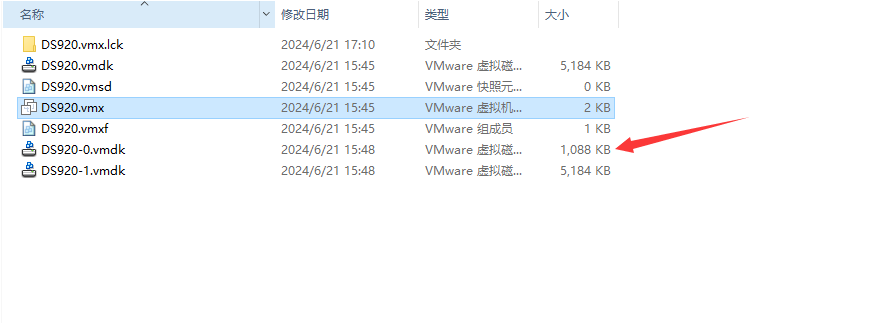 名称 修改日期 类型 大小
DS920.vmx.lck 2024/6/21 17:10 文件夹
DS920.vmdk 2024/6/21 15:45 VMware 虚拟磁... 5,184 KB
DS920.vmsd 2024/6/21 15:45 VMware 快照元... 0 KB
DS920.vmx 2024/6/21 15:45 VMware 虚拟机... 2 KB
DS920.vmxf 2024/6/21 15:45 VMware 组成员 1 KB
DS920-0.vmdk 2024/6/21 15:48 VMware 虚拟磁... 1,088 KB
DS920-1.vmdk 2024/6/21 15:48 VMware 虚拟磁... 5,184 KB